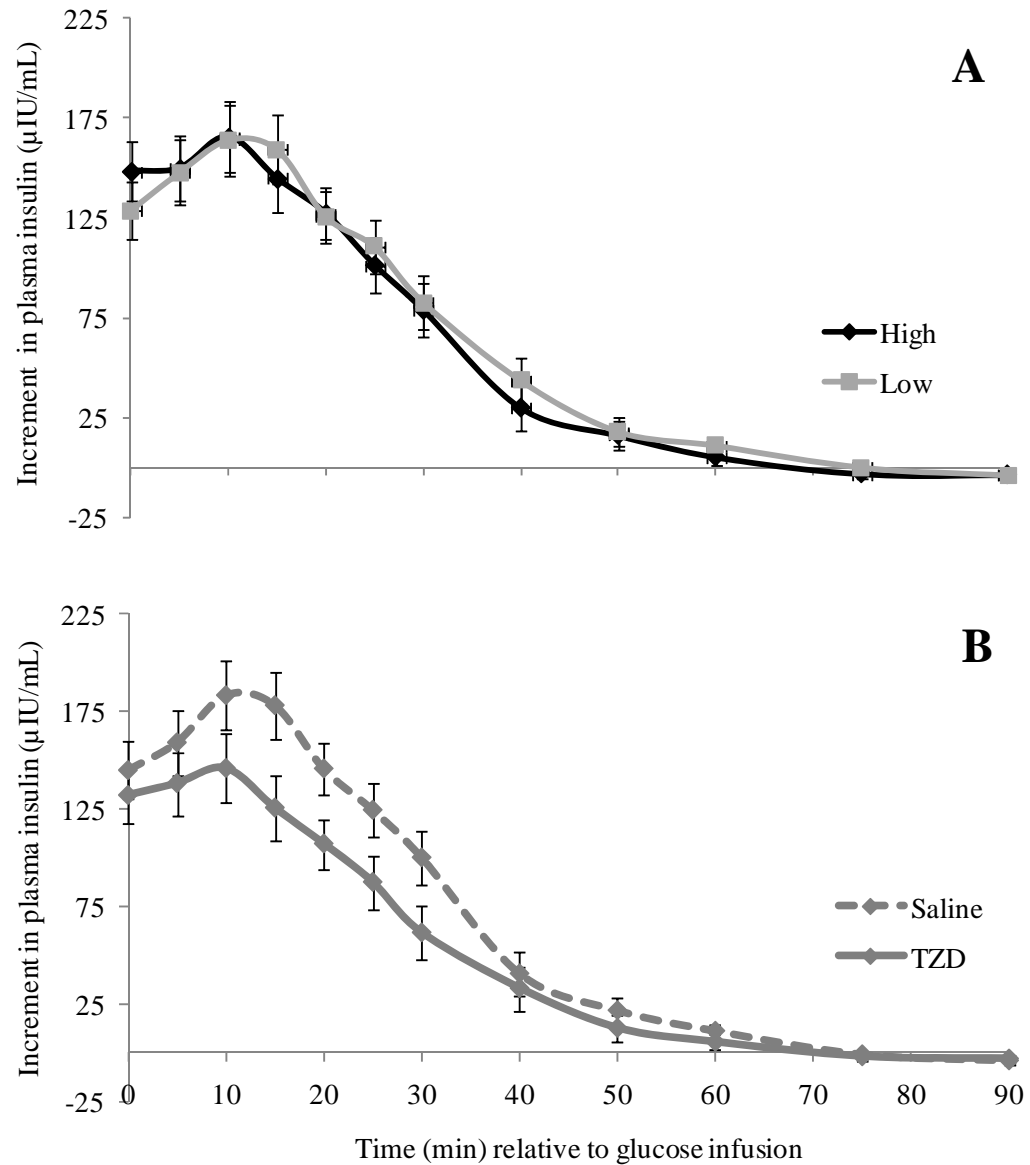 225
A
175
125
75
25
-25
Increment in plasma insulin (µIU/mL)
High
Low
225
B
175
125
75
25
-25
Increment in plasma insulin (µIU/mL)
Saline
TZD
0 10 20 30 40 50 60 70 80 90
Time (min) relative to glucose infusion